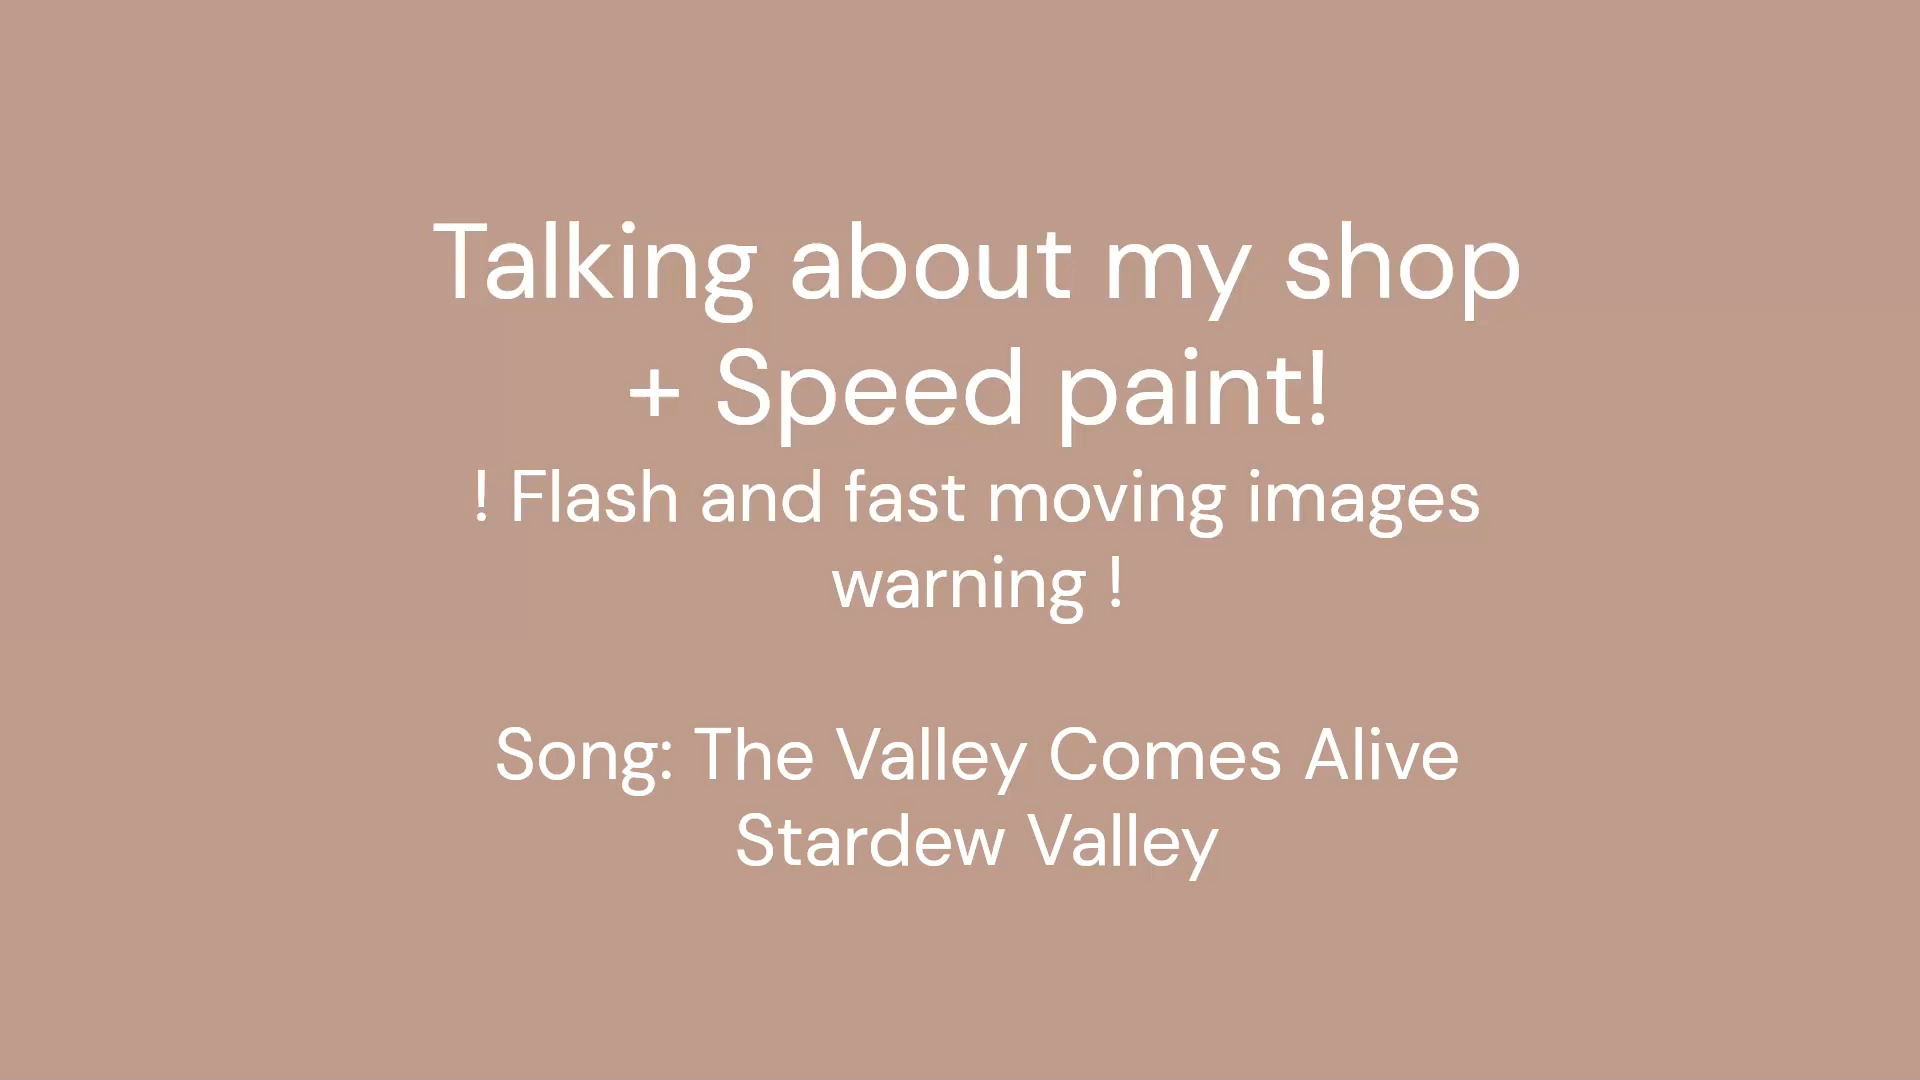 Talking about my shop
+ Speed paint!
! Flash and fast moving images
warning !
Song: The Valley Comes Alive
Stardew Valley